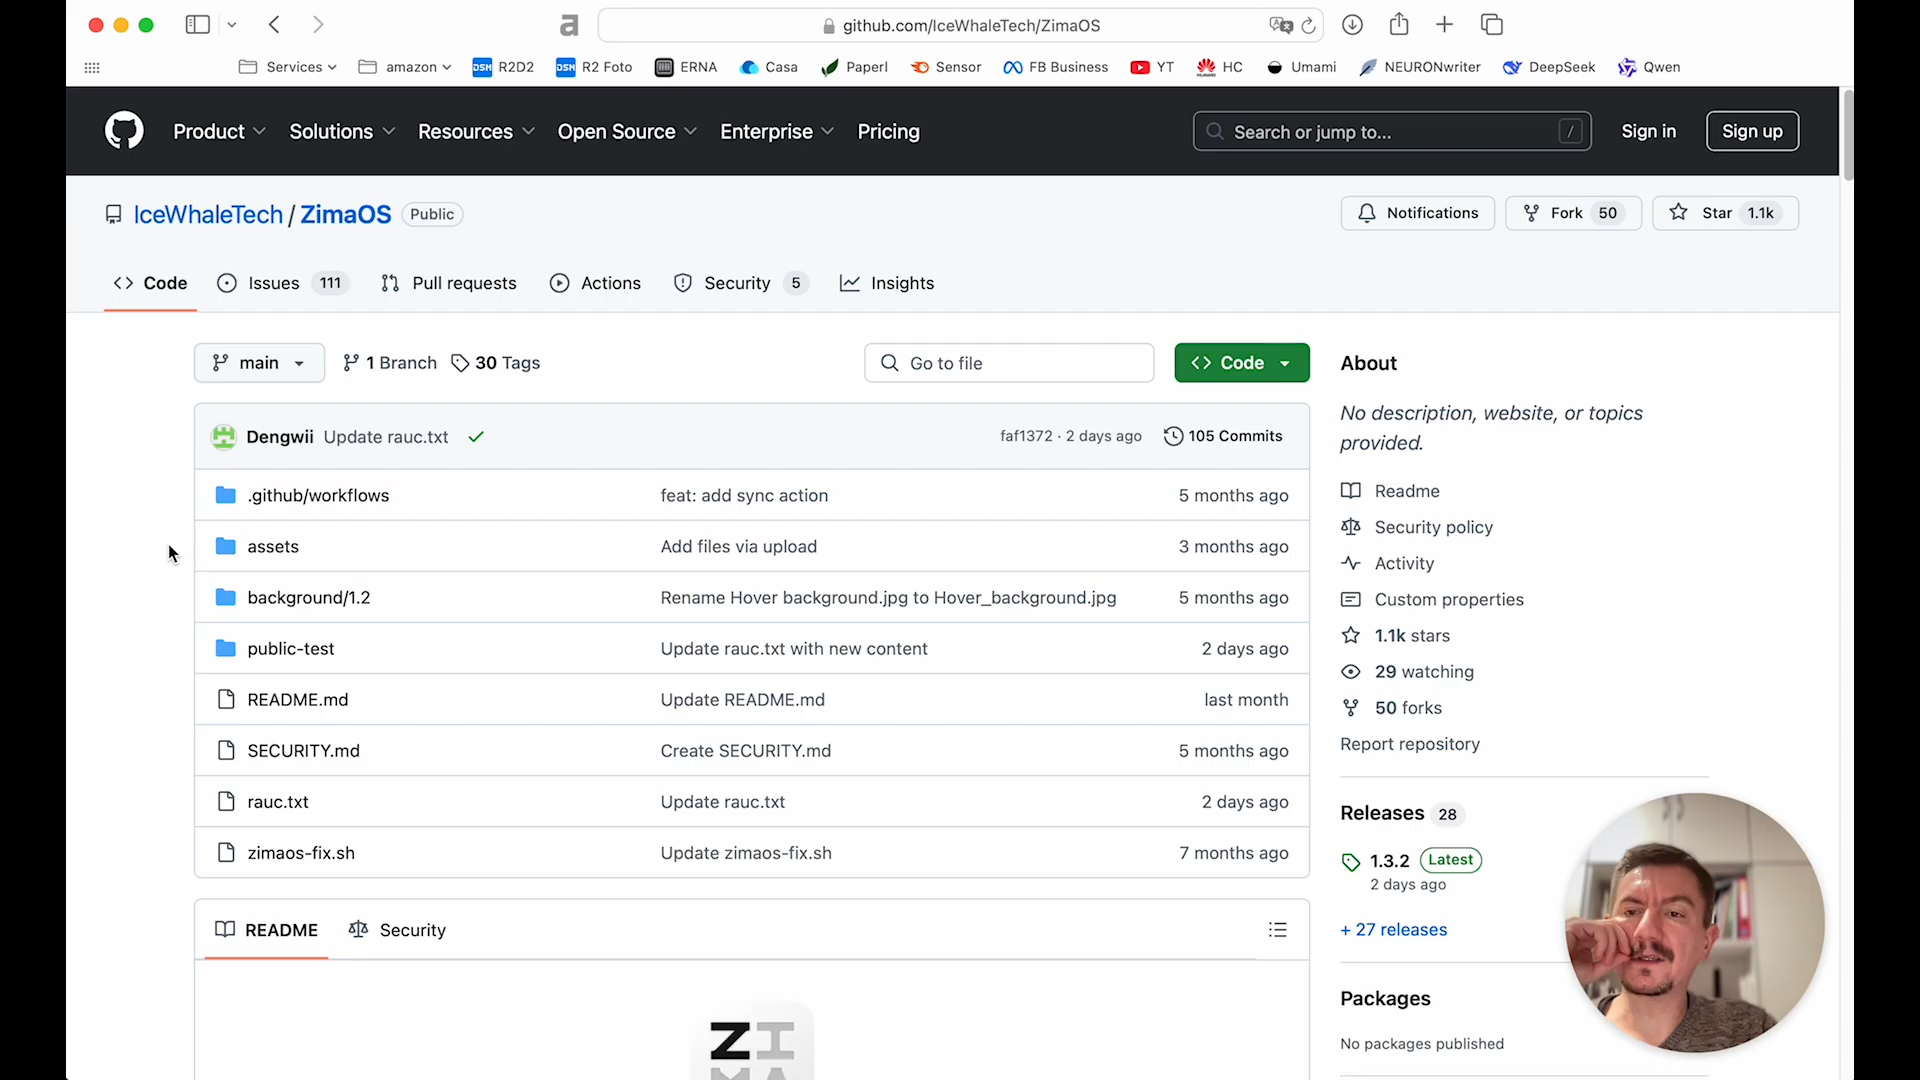 a
github.com/IceWhaleTech/ZimaOS
Services
amazon
DSM R2D2
DSM R2 Foto
ERNA
Casa
Paperl
Sensor
FB Business
YT
HC
Umami
NEURONwriter
DeepSeek
Qwen
Product
Solutions
Resources
Open Source
Enterprise
Pricing
Search or jump to...
/
Sign in
Sign up
IceWhaleTech / ZimaOS
Public
Notifications
Fork 50
Star 1.1k
Code
Issues 111
Pull requests
Actions
Security 5
Insights
main
1 Branch
30 Tags
Go to file
Code
Dengwii Update rauc.txt
faf1372 · 2 days ago
105 Commits
.github/workflows
feat: add sync action
5 months ago
assets
Add files via upload
3 months ago
background/1.2
Rename Hover background.jpg to Hover_background.jpg
5 months ago
public-test
Update rauc.txt with new content
2 days ago
README.md
Update README.md
last month
SECURITY.md
Create SECURITY.md
5 months ago
rauc.txt
Update rauc.txt
2 days ago
zimaos-fix.sh
Update zimaos-fix.sh
7 months ago
README
Security
ZI
MA
About
No description, website, or topics
provided.
Readme
Security policy
Activity
Custom properties
1.1k stars
29 watching
50 forks
Report repository
Releases 28
1.3.2 Latest
2 days ago
+ 27 releases
Packages
No packages published